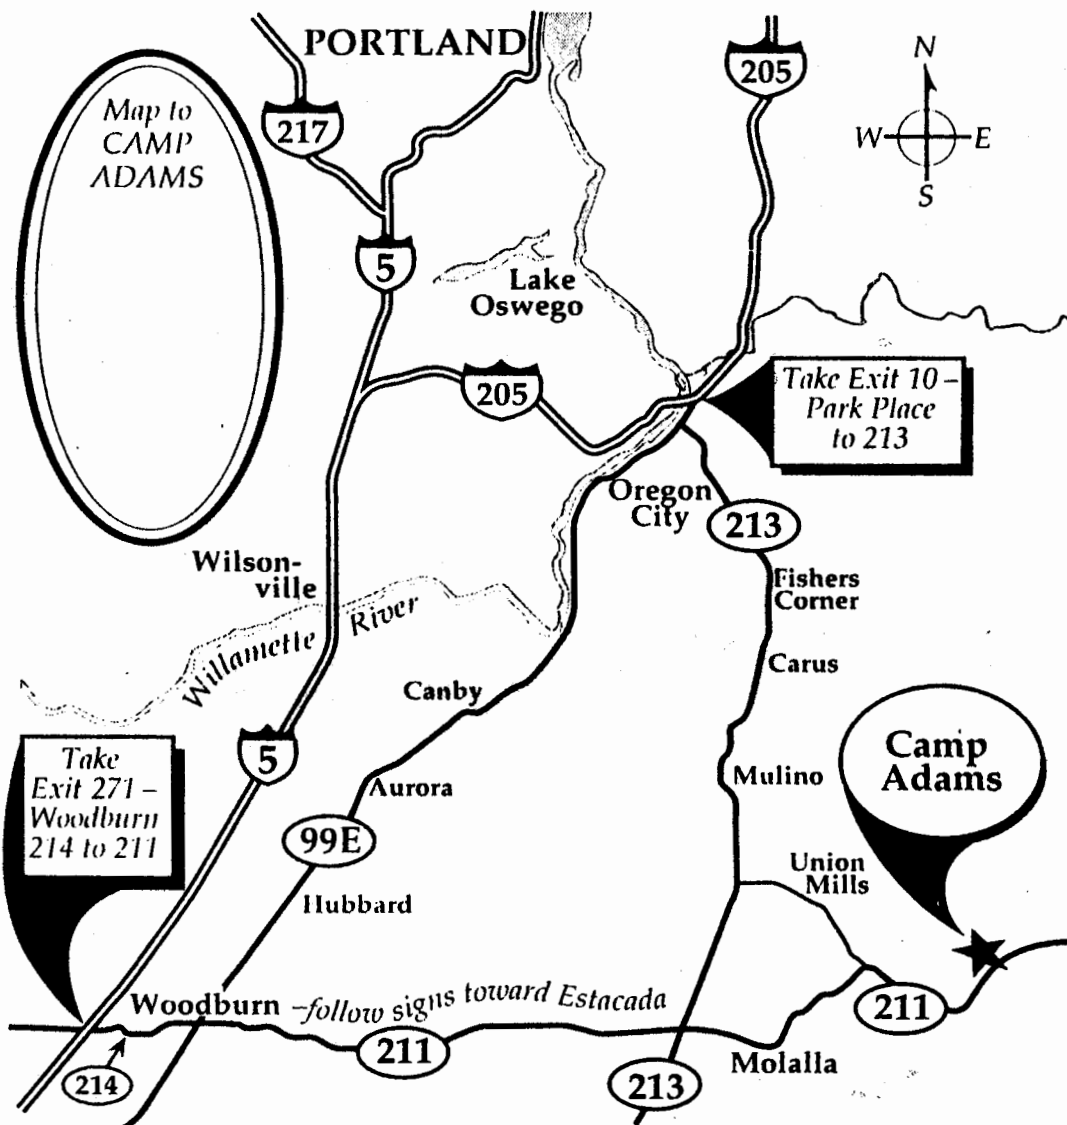 PORTLAND
217
205
N
W
E
S
Map to
CAMP
ADAMS
5
Lake
Oswego
205
Take Exit 10 –
Park Place
to 213
Oregon
City
213
Wilson-
ville
Fishers
Corner
Willamette River
Carus
Canby
5
Take
Exit 271 –
Woodburn
214 to 211
Camp
Adams
Mulino
Aurora
99E
Union
Mills
Hubbard
Woodburn –follow signs toward Estacada
211
211
Molalla
214
213